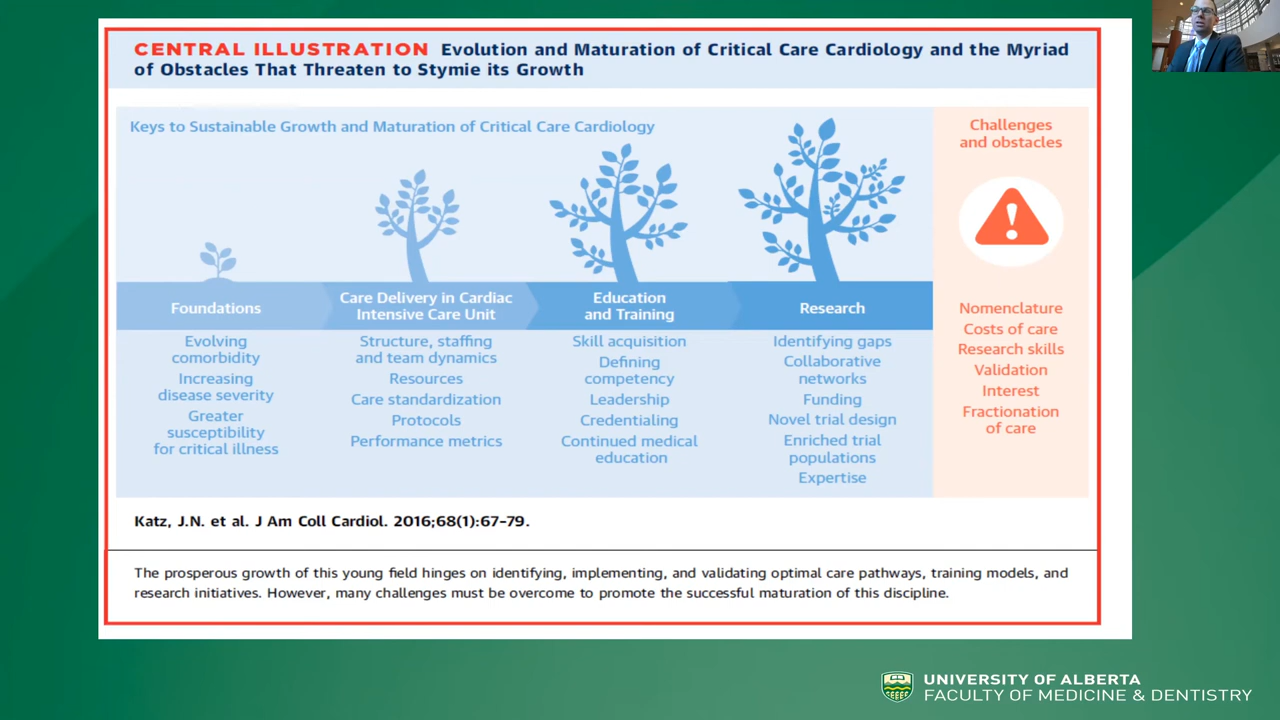 CENTRAL ILLUSTRATION Evolution and Maturation of Critical Care Cardiology and the Myriad
of Obstacles That Threaten to Stymie its Growth
Keys to Sustainable Growth and Maturation of Critical Care Cardiology
Foundations
Evolving
comorbidity
Increasing
disease severity
Greater
susceptibility
for critical illness
Care Delivery in Cardiac
Intensive Care Unit
Structure, staffing
and team dynamics
Resources
Care standardization
Protocols
Performance metrics
Education
and Training
Skill acquisition
Defining
competency
Leadership
Credentialing
Continued medical
education
Research
Identifying gaps
Collaborative
networks
Funding
Novel trial design
Enriched trial
populations
Expertise
Challenges
and obstacles
!
Nomenclature
Costs of care
Research skills
Validation
Interest
Fractionation
of care
Katz, J.N. et al. J Am Coll Cardiol. 2016;68(1):67–79.
The prosperous growth of this young field hinges on identifying, implementing, and validating optimal care pathways, training models, and
research initiatives. However, many challenges must be overcome to promote the successful maturation of this discipline.
UNIVERSITY OF ALBERTA
FACULTY OF MEDICINE & DENTISTRY